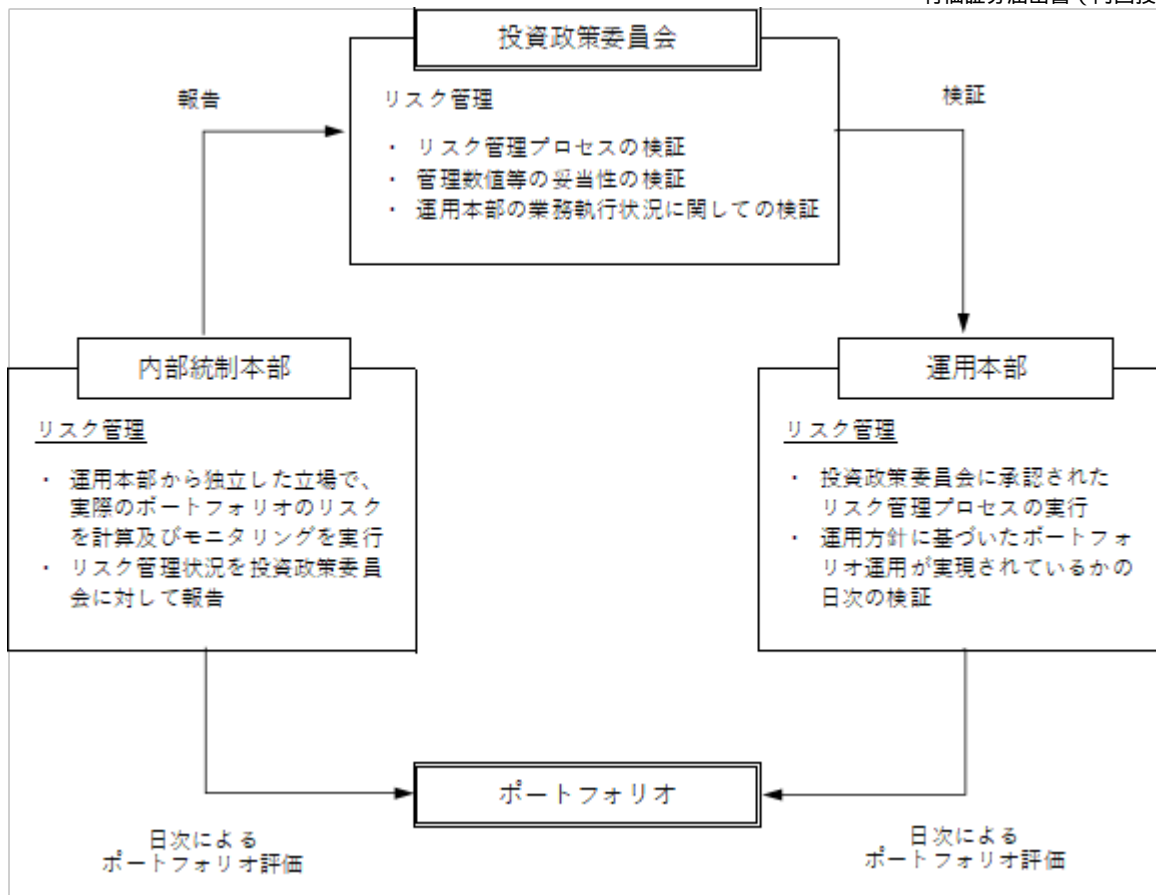 投資政策委員会
報告
検証
リスク管理
・ リスク管理プロセスの検証
・ 管理数値等の妥当性の検証
・ 運用本部の業務執行状況に関しての検証
内部統制本部
リスク管理
・ 運用本部から独立した立場で、
実際のポートフォリオのリスク
を計算及びモニタリングを実行
・ リスク管理状況を投資政策委員
会に対して報告
運用本部
リスク管理
・ 投資政策委員会に承認された
リスク管理プロセスの実行
・ 運用方針に基づいたポートフォ
リオ運用が実現されているかの
日次の検証
ポートフォリオ
日次による
ポートフォリオ評価
日次による
ポートフォリオ評価